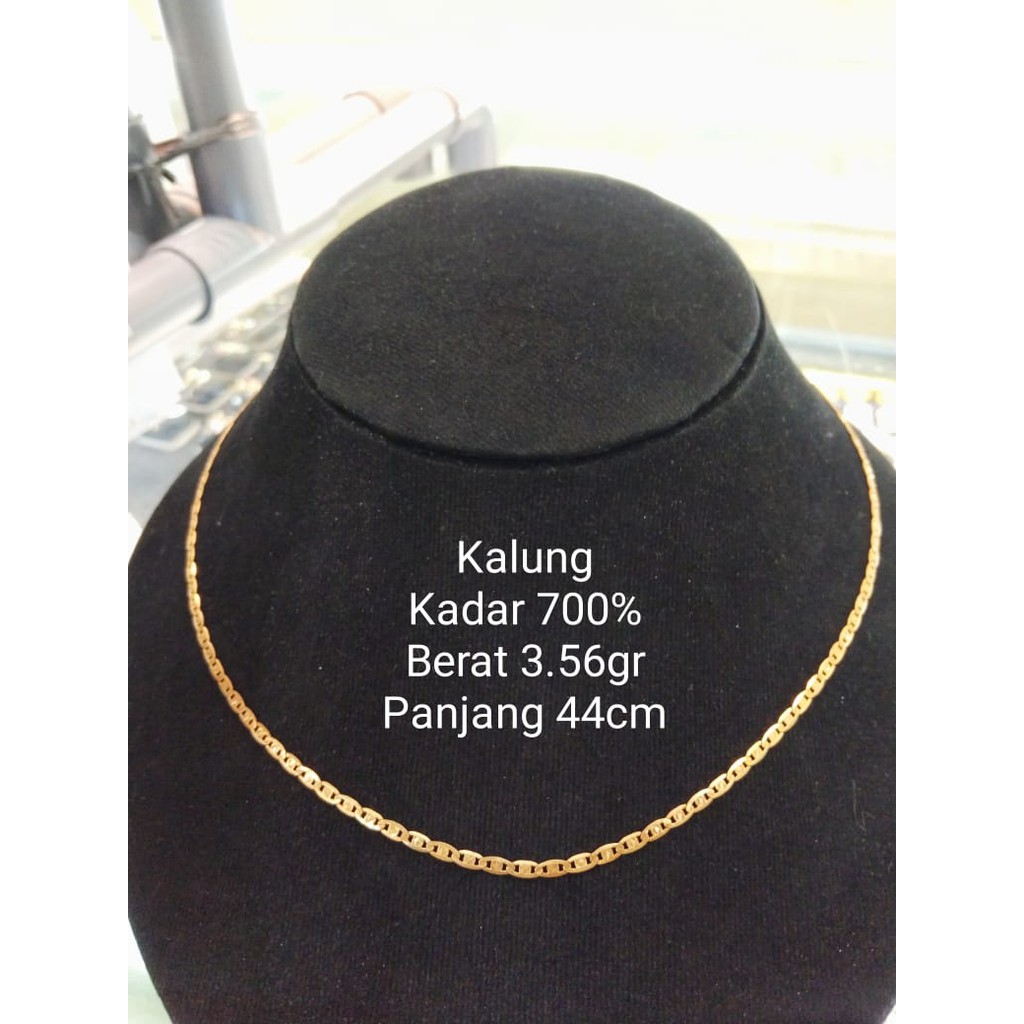 Kalung
Kadar 700%
Berat 3.56gr
Panjang 44cm